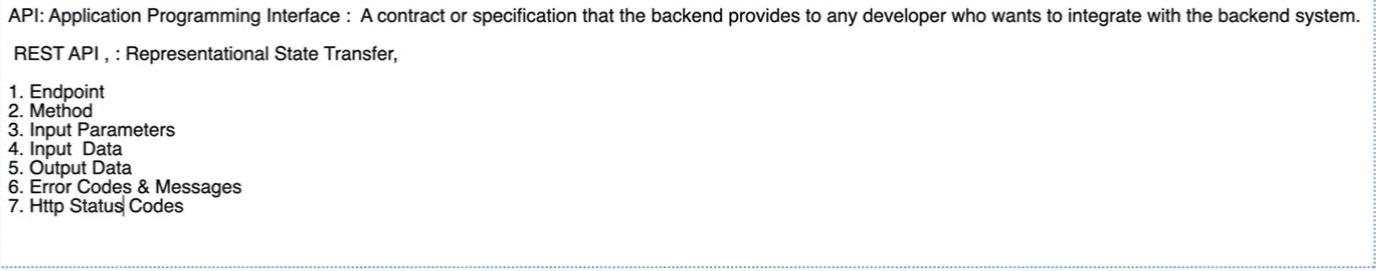 API: Application Programming Interface : A contract or specification that the backend provides to any developer who wants to integrate with the backend system.
REST API , : Representational State Transfer,
1. Endpoint
2. Method
3. Input Parameters
4. Input Data
5. Output Data
6. Error Codes & Messages
7. Http Status Codes